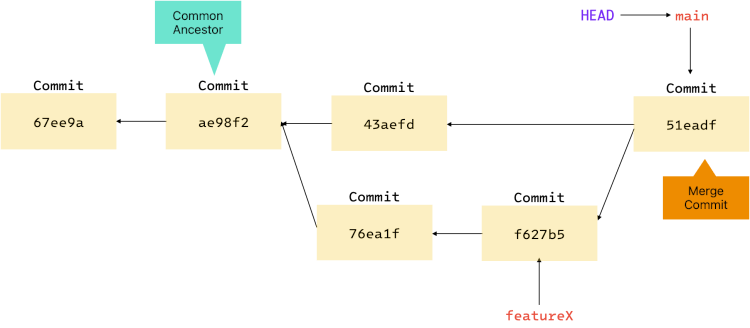 Common
Ancestor
HEAD
main
Commit
67ee9a
Commit
ae98f2
Commit
43aefd
Commit
51eadf
Merge
Commit
Commit
76ea1f
Commit
f627b5
featureX